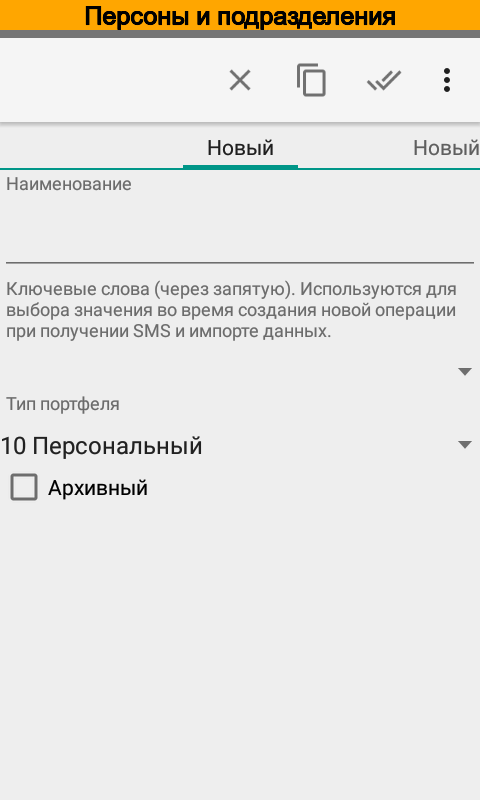 Персоны и подразделения
Новый
Новый
Наименование
Ключевые слова (через запятую). Используются для
выбора значения во время создания новой операции
при получении SMS и импорте данных.
Тип портфеля
10 Персональный
Архивный